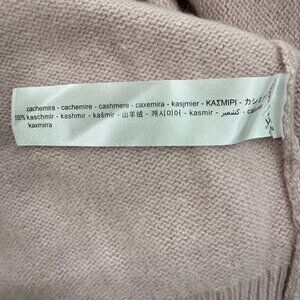 cachemira - cachemire - cashmere - caxemira - kasjmier - ΚΑΣΜΙΡΙ - カシミ
100% kaschmir - kashmir - kašmir - 山羊绒 - 캐시미어 - kasmir - كشمير -
kaxmirra